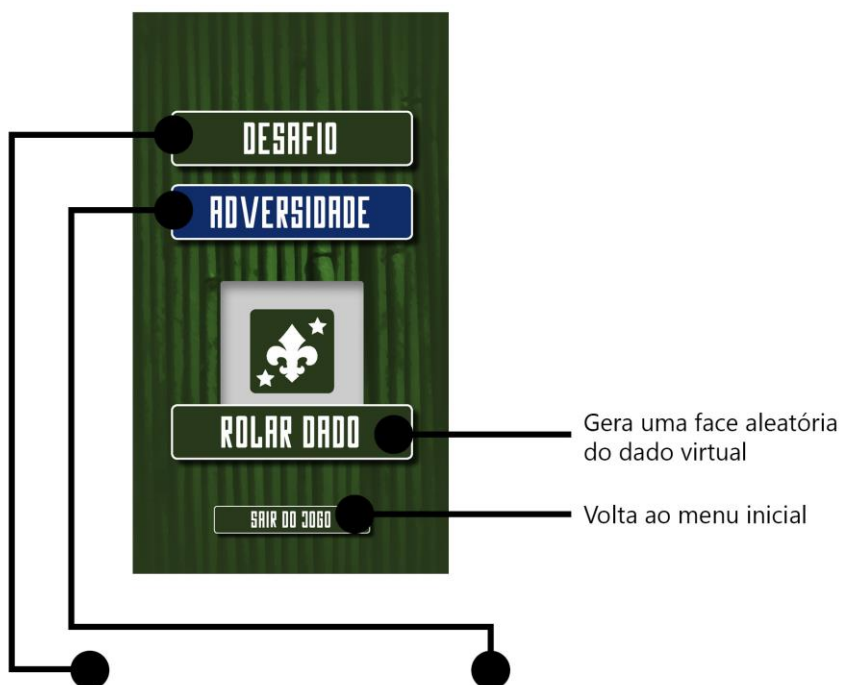 DESAFIO
ADVERSIDADE
ROLAR DADO
Gera uma face aleatória
do dado virtual
SAIR DO JOGO
Volta ao menu inicial